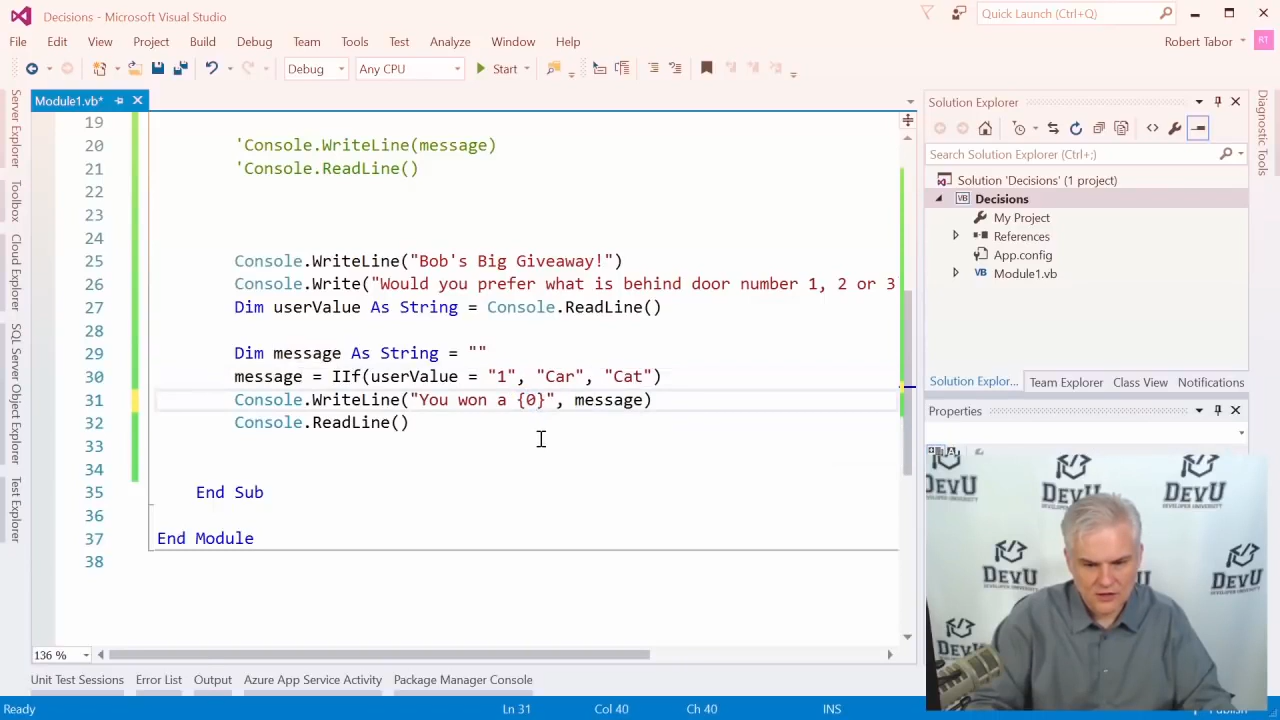 Decisions - Microsoft Visual Studio
Quick Launch (Ctrl+Q)
File Edit View Project Build Debug Team Tools Test Analyze Window Help
Robert Tabor RT
Debug Any CPU Start
Module1.vb*
Server Explorer
Toolbox
Cloud Explorer
SQL Server Object Explorer
Test Explorer
19
20 'Console.WriteLine(message)
21 'Console.ReadLine()
22
23
24
25 Console.WriteLine("Bob's Big Giveaway!")
26 Console.Write("Would you prefer what is behind door number 1, 2 or 3
27 Dim userValue As String = Console.ReadLine()
28
29 Dim message As String = ""
30 message = IIf(userValue = "1", "Car", "Cat")
31 Console.WriteLine("You won a {0}", message)
32 Console.ReadLine()
33
34
35 End Sub
36
37 End Module
38
136 %
Solution Explorer
Search Solution Explorer (Ctrl+;)
Solution 'Decisions' (1 project)
VB Decisions
My Project
References
App.config
VB Module1.vb
Solution Explor... Team Explorer Class View Notifications
Properties
Diagnostic Tools
DevU
DEVELOPER UNIVERSITY
DevU
DevU
DevU
DevU
Unit Test Sessions Error List Output Azure App Service Activity Package Manager Console
Ready Ln 31 Col 40 Ch 40 INS Publish